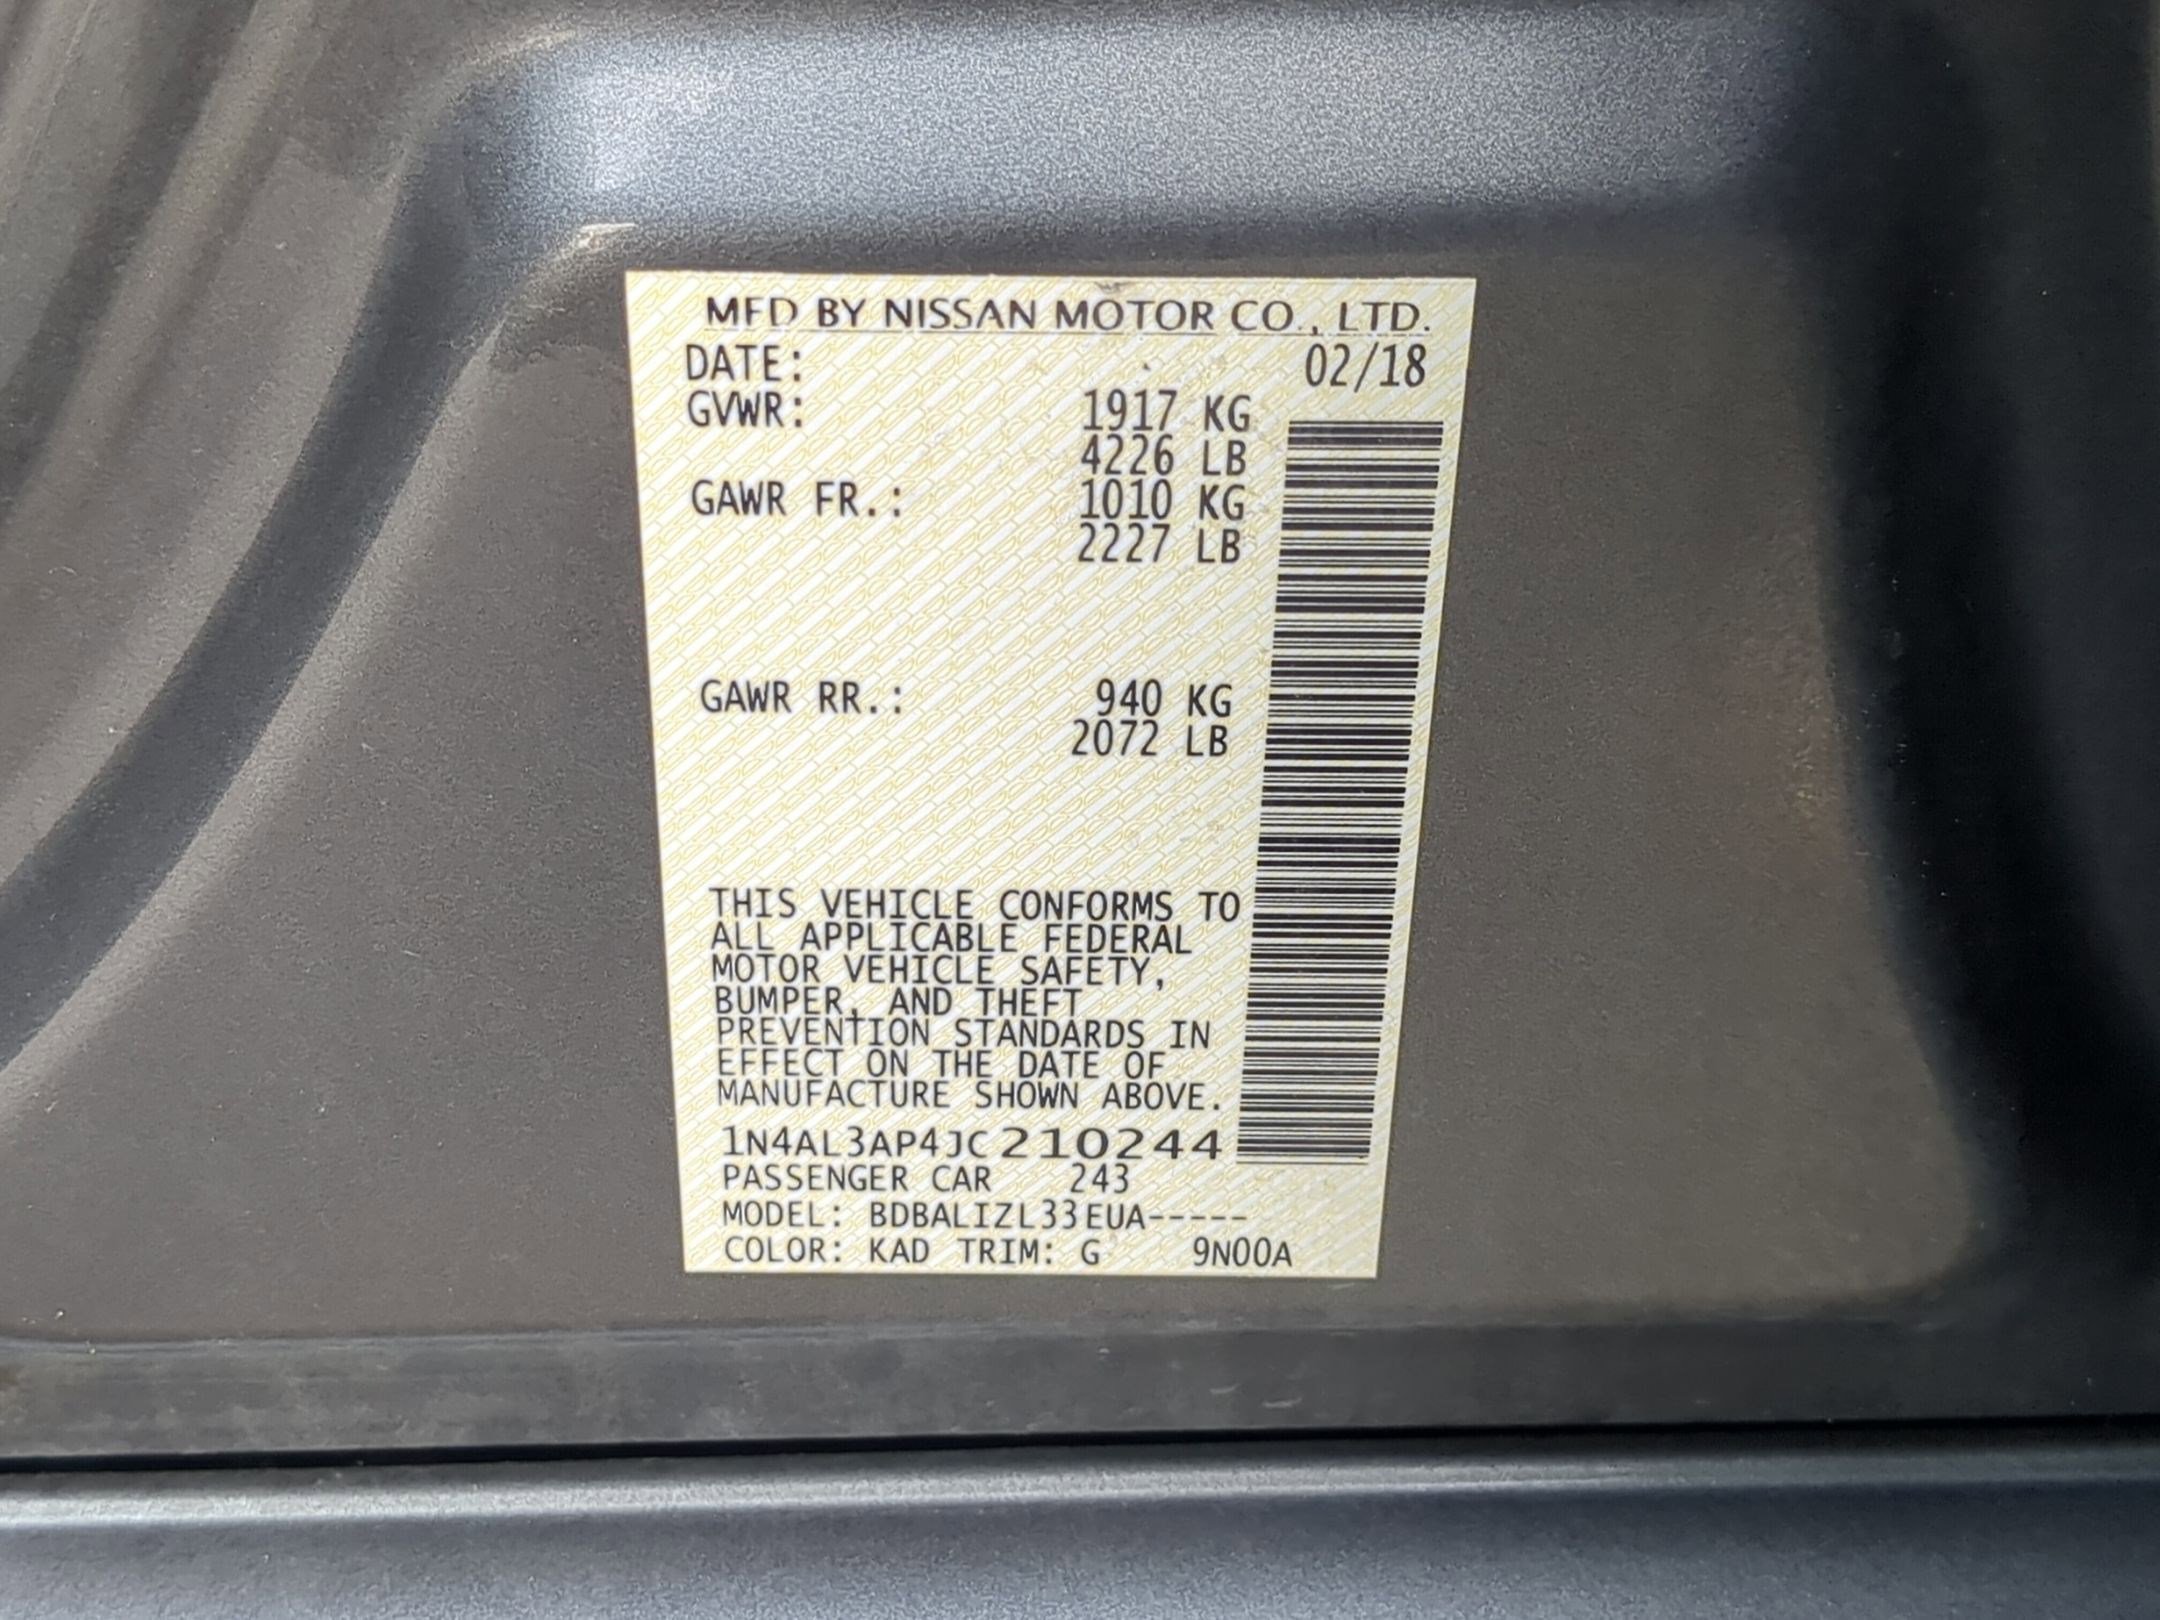 MFD BY NISSAN MOTOR CO., LTD.
DATE: 02/18
GVWR: 1917 KG
4226 LB
GAWR FR.: 1010 KG
2227 LB
GAWR RR.: 940 KG
2072 LB
THIS VEHICLE CONFORMS TO
ALL APPLICABLE FEDERAL
MOTOR VEHICLE SAFETY,
BUMPER, AND THEFT
PREVENTION STANDARDS IN
EFFECT ON THE DATE OF
MANUFACTURE SHOWN ABOVE.
1N4AL3AP4JC210244
PASSENGER CAR 243
MODEL: BDBALIZL33EUA-----
COLOR: KAD TRIM: G 9N00A